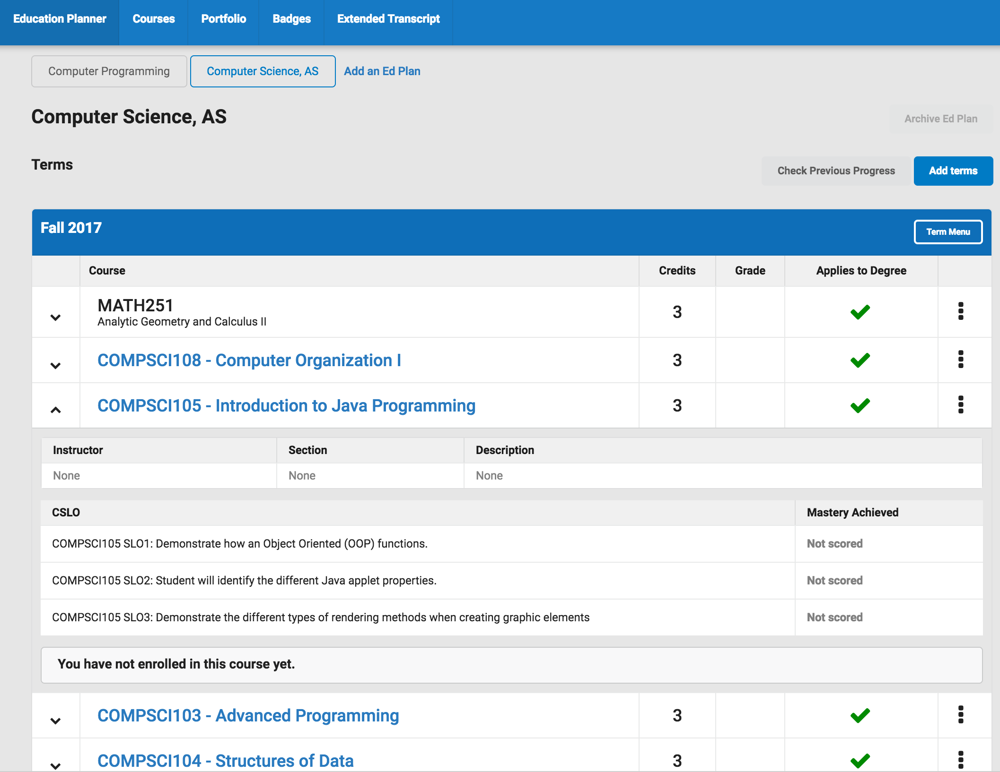 Education Planner Courses Portfolio Badges Extended Transcript
Computer Programming Computer Science, AS Add an Ed Plan
Computer Science, AS Archive Ed Plan
Terms Check Previous Progress Add terms
Fall 2017 Term Menu
Course Credits Grade Applies to Degree
MATH251
Analytic Geometry and Calculus II 3
COMPSCI108 - Computer Organization I 3
COMPSCI105 - Introduction to Java Programming 3
Instructor Section Description
None None None
CSLO Mastery Achieved
COMPSCI105 SLO1: Demonstrate how an Object Oriented (OOP) functions. Not scored
COMPSCI105 SLO2: Student will identify the different Java applet properties. Not scored
COMPSCI105 SLO3: Demonstrate the different types of rendering methods when creating graphic elements Not scored
You have not enrolled in this course yet.
COMPSCI103 - Advanced Programming 3
COMPSCI104 - Structures of Data 3